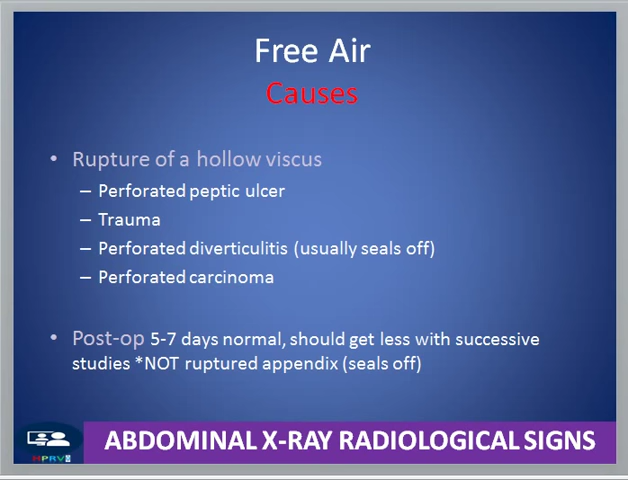 Free Air
Causes
• Rupture of a hollow viscus
– Perforated peptic ulcer
– Trauma
– Perforated diverticulitis (usually seals off)
– Perforated carcinoma
• Post-op 5-7 days normal, should get less with successive
studies *NOT ruptured appendix (seals off)
HPRV
ABDOMINAL X-RAY RADIOLOGICAL SIGNS